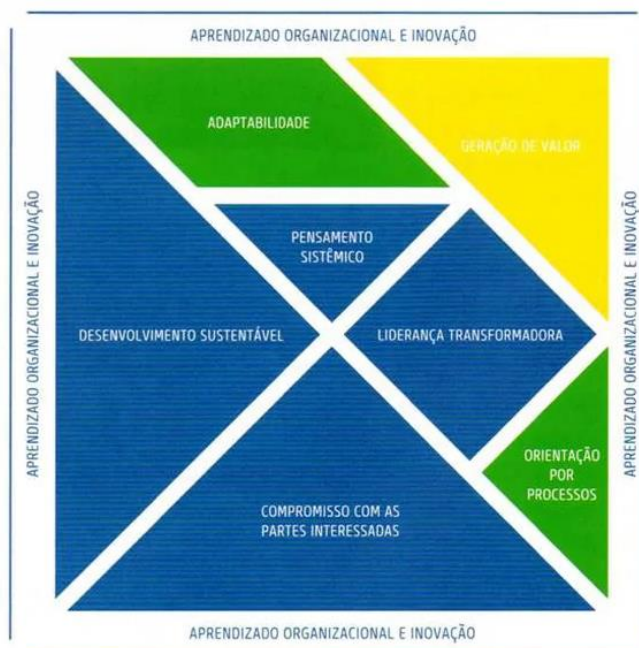 APRENDIZADO ORGANIZACIONAL E INOVAÇÃO
ADAPTABILIDADE
GERAÇÃO DE VALOR
APRENDIZADO ORGANIZACIONAL E INOVAÇÃO
PENSAMENTO
SISTÊMICO
DESENVOLVIMENTO SUSTENTÁVEL
LIDERANÇA TRANSFORMADORA
APRENDIZADO ORGANIZACIONAL E INOVAÇÃO
ORIENTAÇÃO
POR
PROCESSOS
COMPROMISSO COM AS
PARTES INTERESSADAS
APRENDIZADO ORGANIZACIONAL E INOVAÇÃO